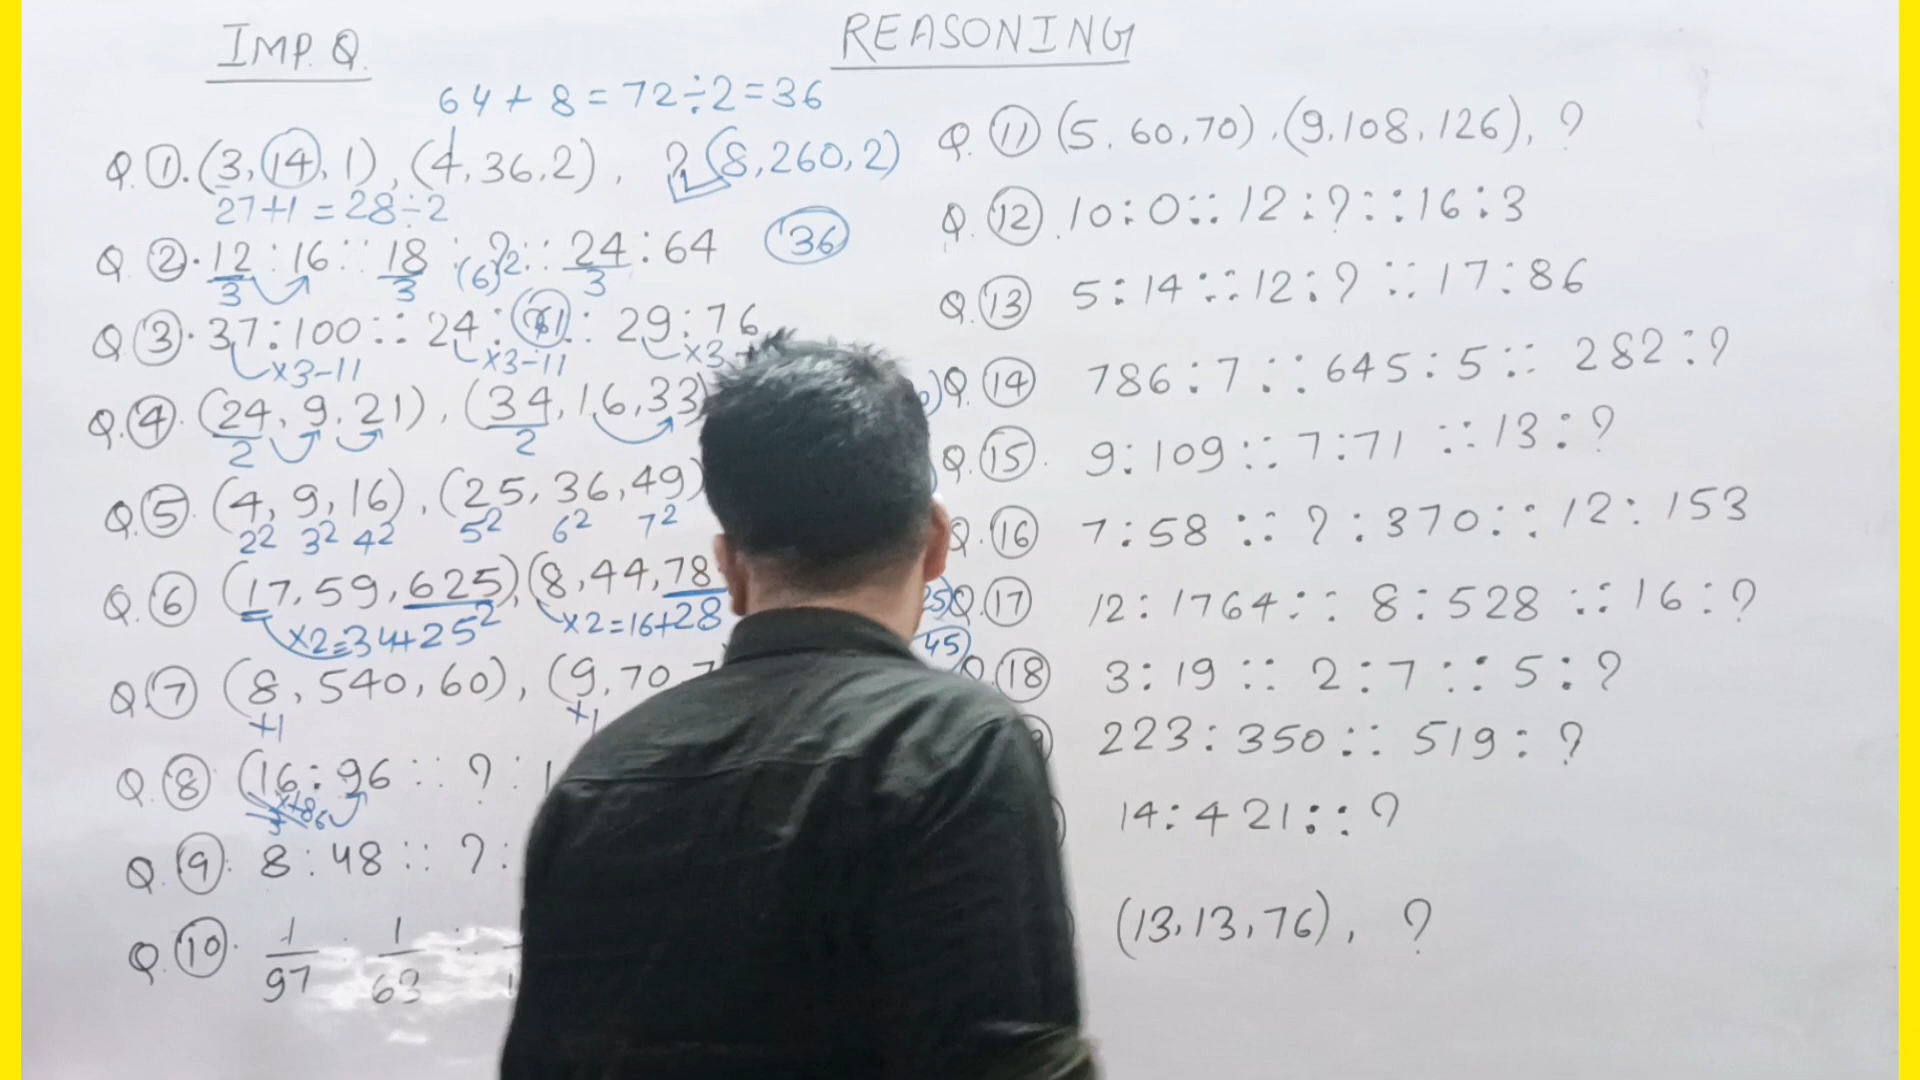 IMP. Q.
REASONING
64 + 8 = 72 ÷ 2 = 36
Q. ①. (3, 14, 1), (4, 36, 2), ? (8, 260, 2)
27+1 = 28 ÷ 2
Q. ②. 12 : 16 :: 18 : ? :: 24 : 64 36
3 3 (6)² 3
Q. ③. 37 : 100 :: 24 : 61 :: 29 : 76
×3-11 ×3-11 ×3
Q. ④. (24, 9, 21), (34, 16, 33)
2 2
Q. ⑤ (4, 9, 16), (25, 36, 49)
2² 3² 4² 5² 6² 7²
Q. ⑥ (17, 59, 625), (8, 44, 78
×2=34+25² ×2=16+28
45
Q. ⑦ (8, 540, 60), (9, 70
+1 +1
Q. ⑧ (16 : 96 :: ? :
Q. ⑨. 8 : 48 :: ? :
Q. ⑩. 1/97 : 1/63 :
Q. ⑪ (5, 60, 70), (9, 108, 126), ?
Q. ⑫ 10 : 0 :: 12 : ? :: 16 : 3
Q. ⑬ 5 : 14 :: 12 : ? :: 17 : 86
Q. ⑭ 786 : 7 :: 645 : 5 :: 282 : ?
Q. ⑮. 9 : 109 :: 7 : 71 :: 13 : ?
Q. ⑯ 7 : 58 :: ? : 370 :: 12 : 153
Q. ⑰ 12 : 1764 :: 8 : 528 :: 16 : ?
Q. ⑱ 3 : 19 :: 2 : 7 :: 5 : ?
223 : 350 :: 519 : ?
14 : 421 :: ?
(13, 13, 76), ?